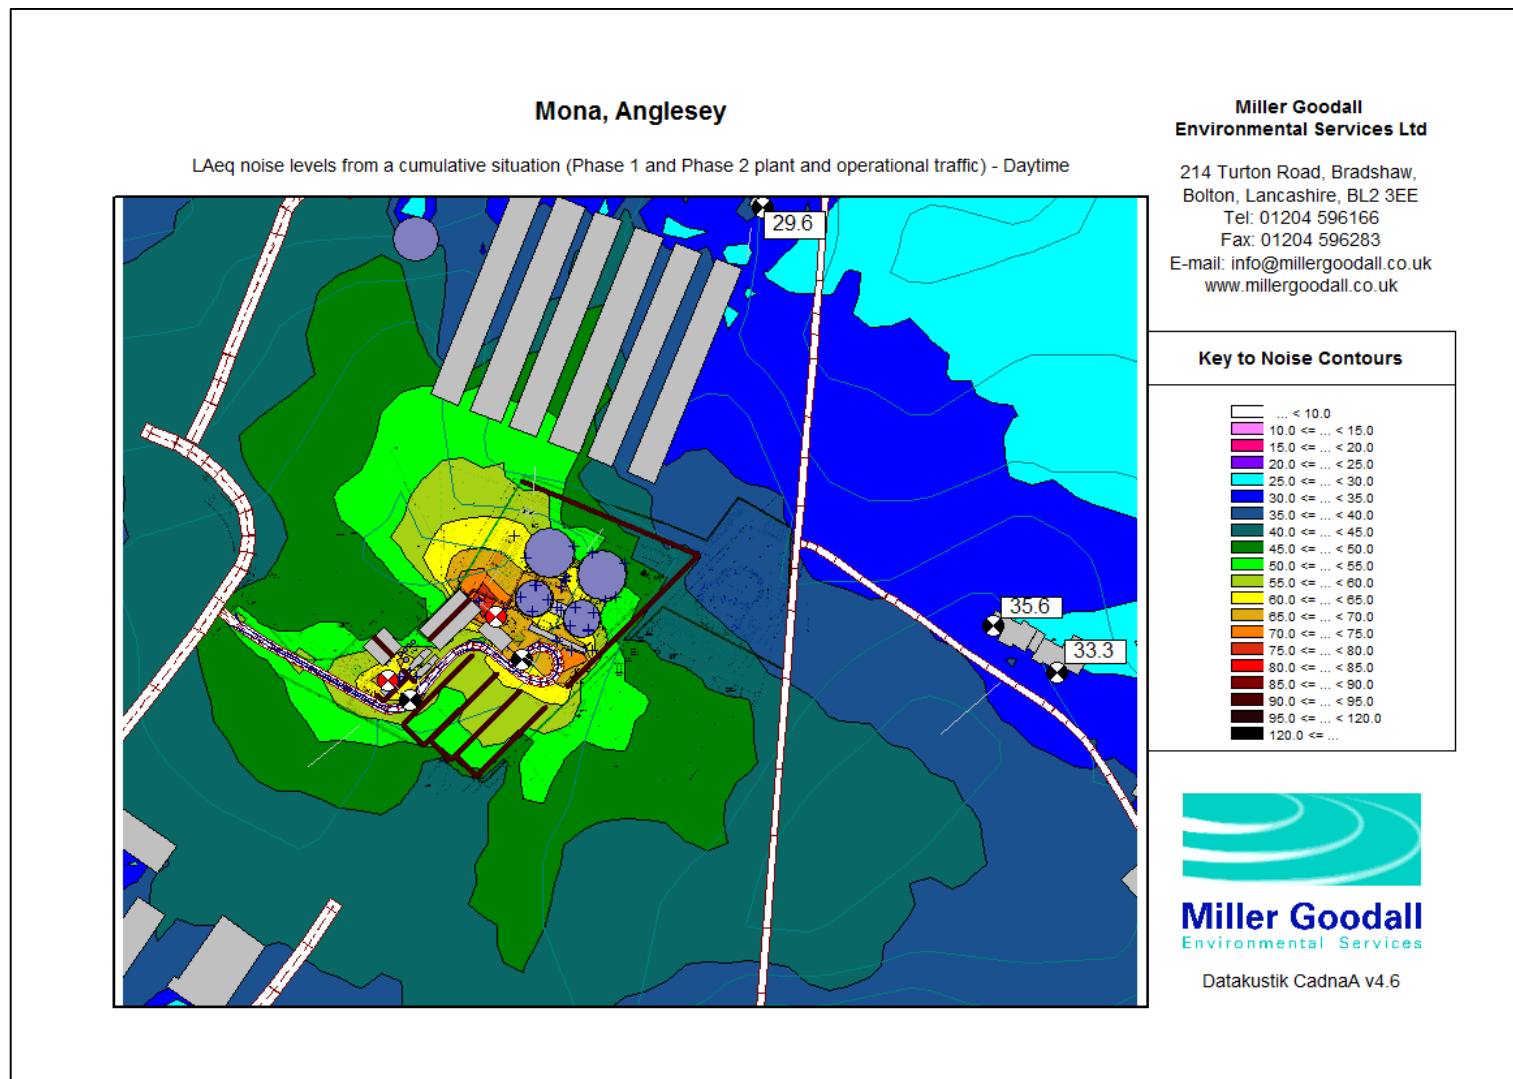 Mona, Anglesey
LAeq noise levels from a cumulative situation (Phase 1 and Phase 2 plant and operational traffic) - Daytime
29.6
35.6
33.3
Miller Goodall
Environmental Services Ltd
214 Turton Road, Bradshaw,
Bolton, Lancashire, BL2 3EE
Tel: 01204 596166
Fax: 01204 596283
E-mail: info@millergoodall.co.uk
www.millergoodall.co.uk
Key to Noise Contours
... < 10.0
10.0 <= ... < 15.0
15.0 <= ... < 20.0
20.0 <= ... < 25.0
25.0 <= ... < 30.0
30.0 <= ... < 35.0
35.0 <= ... < 40.0
40.0 <= ... < 45.0
45.0 <= ... < 50.0
50.0 <= ... < 55.0
55.0 <= ... < 60.0
60.0 <= ... < 65.0
65.0 <= ... < 70.0
70.0 <= ... < 75.0
75.0 <= ... < 80.0
80.0 <= ... < 85.0
85.0 <= ... < 90.0
90.0 <= ... < 95.0
95.0 <= ... < 120.0
120.0 <= ...
Miller Goodall
Environmental Services
Datakustik CadnaA v4.6